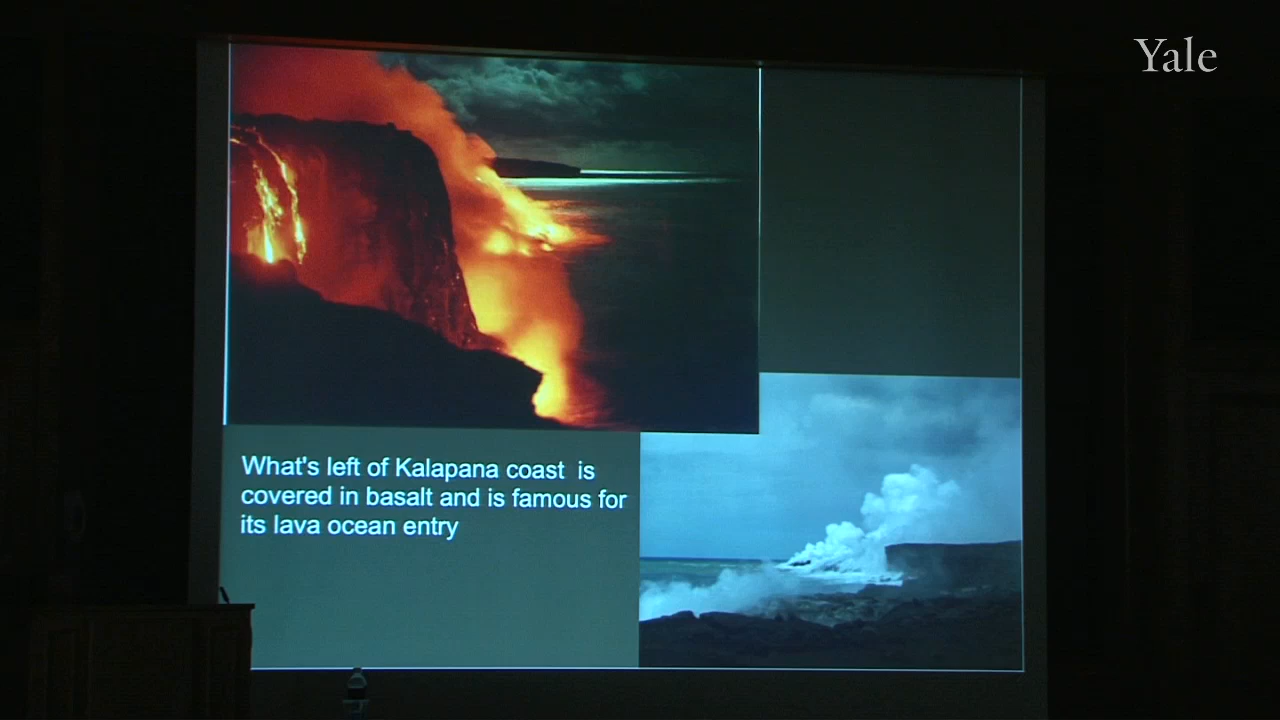 Yale
What's left of Kalapana coast is
covered in basalt and is famous for
its lava ocean entry